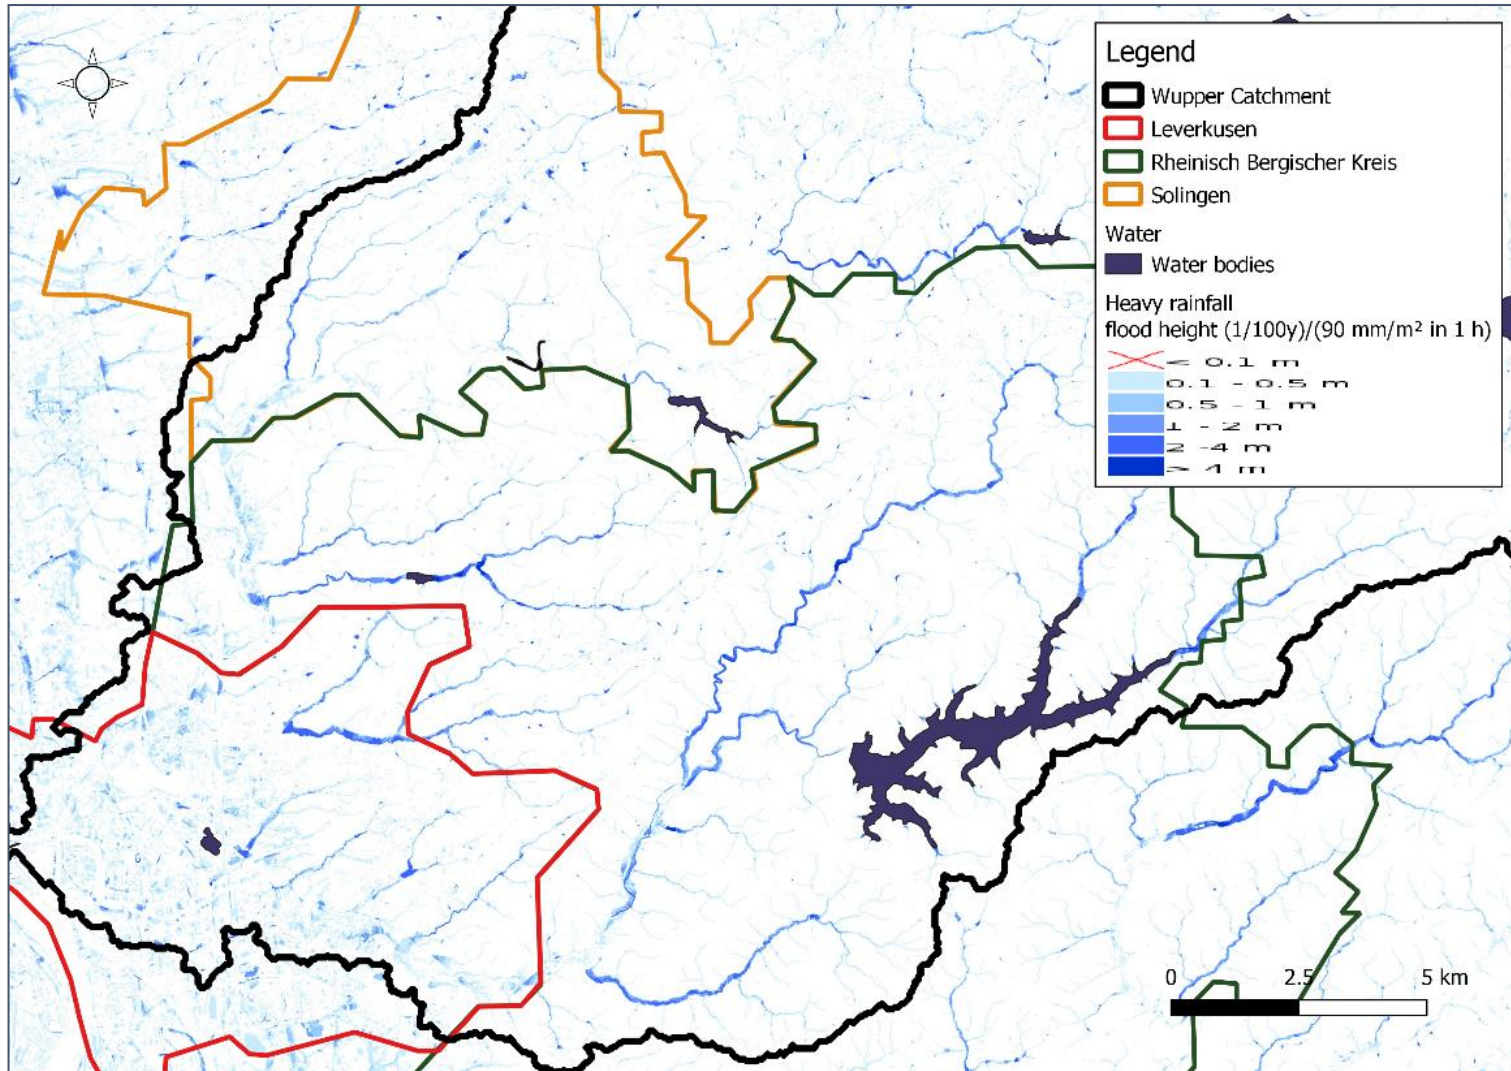 Legend
Wupper Catchment
Leverkusen
Rheinisch Bergischer Kreis
Solingen
Water
Water bodies
Heavy rainfall
flood height (1/100y)/(90 mm/m² in 1 h)
< 0.1 m
0.1 - 0.5 m
0.5 - 1 m
1 - 2 m
2 -4 m
> 4 m
0 2.5 5 km